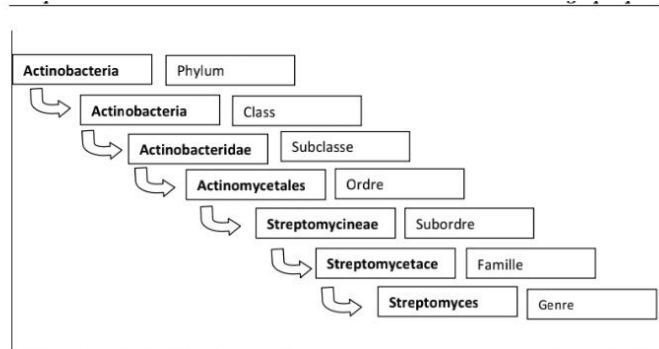 Actinobacteria Phylum
Actinobacteria Class
Actinobacteridae Subclasse
Actinomycetales Ordre
Streptomycineae Subordre
Streptomycetace Famille
Streptomyces Genre